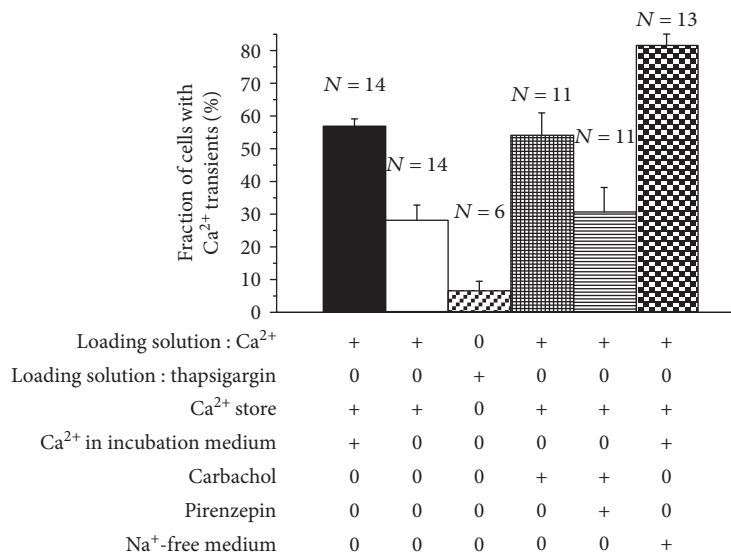 N = 13
80
N = 14
70
N = 11
60
N = 11
50
N = 14
40
N = 6
30
20
10
0
Fraction of cells with
Ca²⁺ transients (%)
Loading solution : Ca²⁺ + + 0 + + +
Loading solution : thapsigargin 0 0 + 0 0 0
Ca²⁺ store + + 0 + + +
Ca²⁺ in incubation medium + 0 0 0 0 +
Carbachol 0 0 0 + + 0
Pirenzepin 0 0 0 0 + 0
Na⁺-free medium 0 0 0 0 0 +